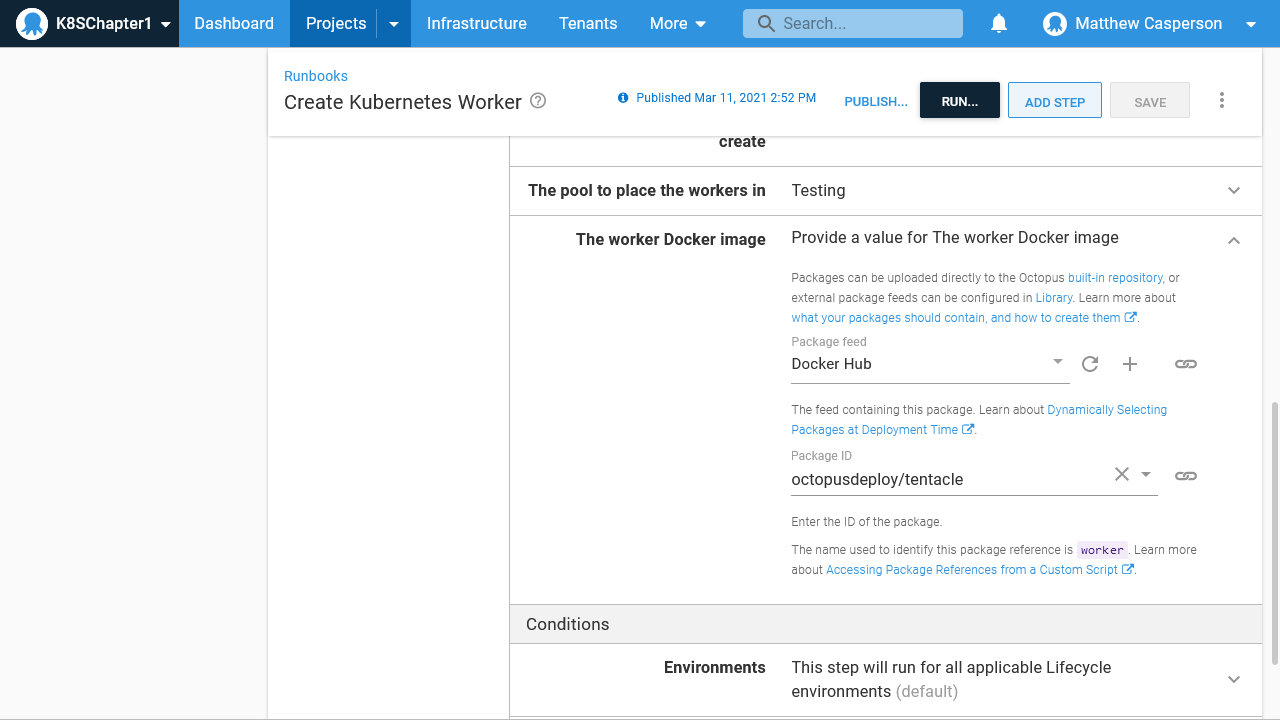 K8SChapter1
Dashboard
Projects
Infrastructure
Tenants
More
Search...
Matthew Casperson
Runbooks
Create Kubernetes Worker
Published Mar 11, 2021 2:52 PM
PUBLISH...
RUN...
ADD STEP
SAVE
create
The pool to place the workers in
Testing
The worker Docker image
Provide a value for The worker Docker image
Packages can be uploaded directly to the Octopus built-in repository, or
external package feeds can be configured in Library. Learn more about
what your packages should contain, and how to create them.
Package feed
Docker Hub
The feed containing this package. Learn about Dynamically Selecting
Packages at Deployment Time.
Package ID
octopusdeploy/tentacle
Enter the ID of the package.
The name used to identify this package reference is worker. Learn more
about Accessing Package References from a Custom Script.
Conditions
Environments
This step will run for all applicable Lifecycle
environments (default)